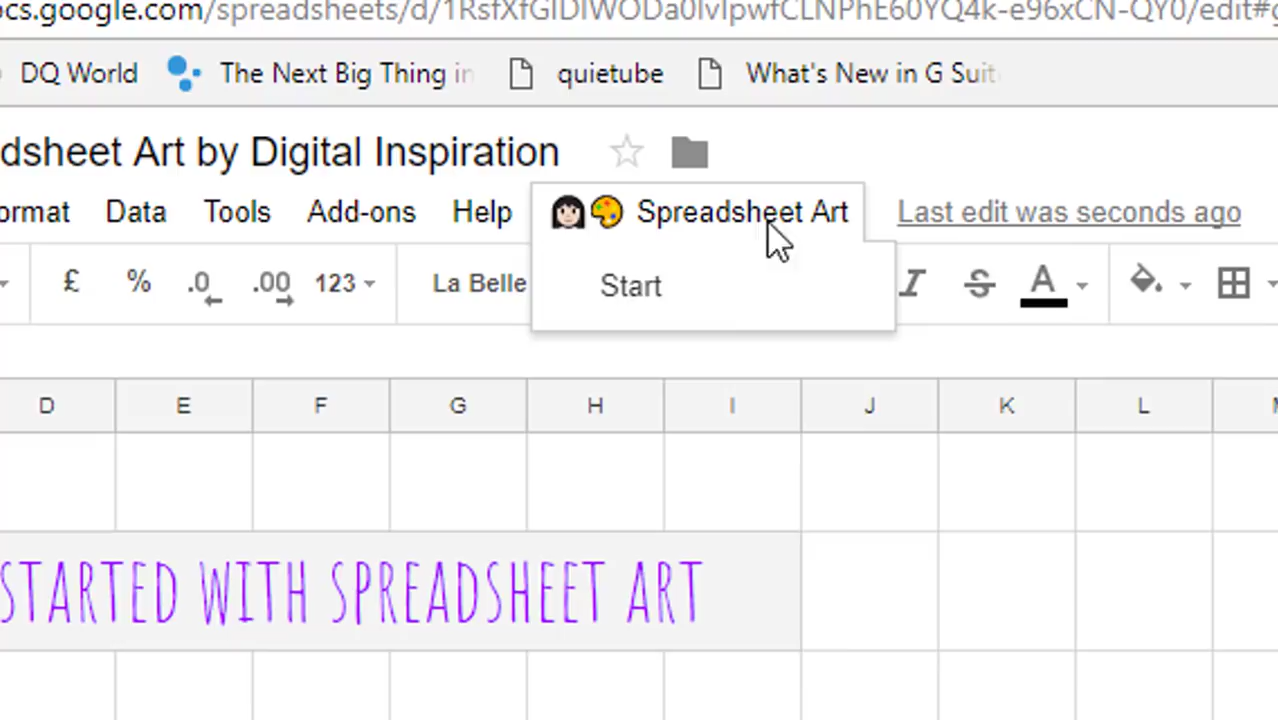 ocs.google.com/spreadsheets/d/1RsfXfGIDIWODa0IvIpwfCLNPhE60YQ4k-e96xCN-QY0/edit#g
DQ World The Next Big Thing in quietube What's New in G Suit
dsheet Art by Digital Inspiration
ormat Data Tools Add-ons Help Spreadsheet Art Last edit was seconds ago
£ % .0 .00 123 La Belle I S A
Start
D E F G H I J K L
STARTED WITH SPREADSHEET ART